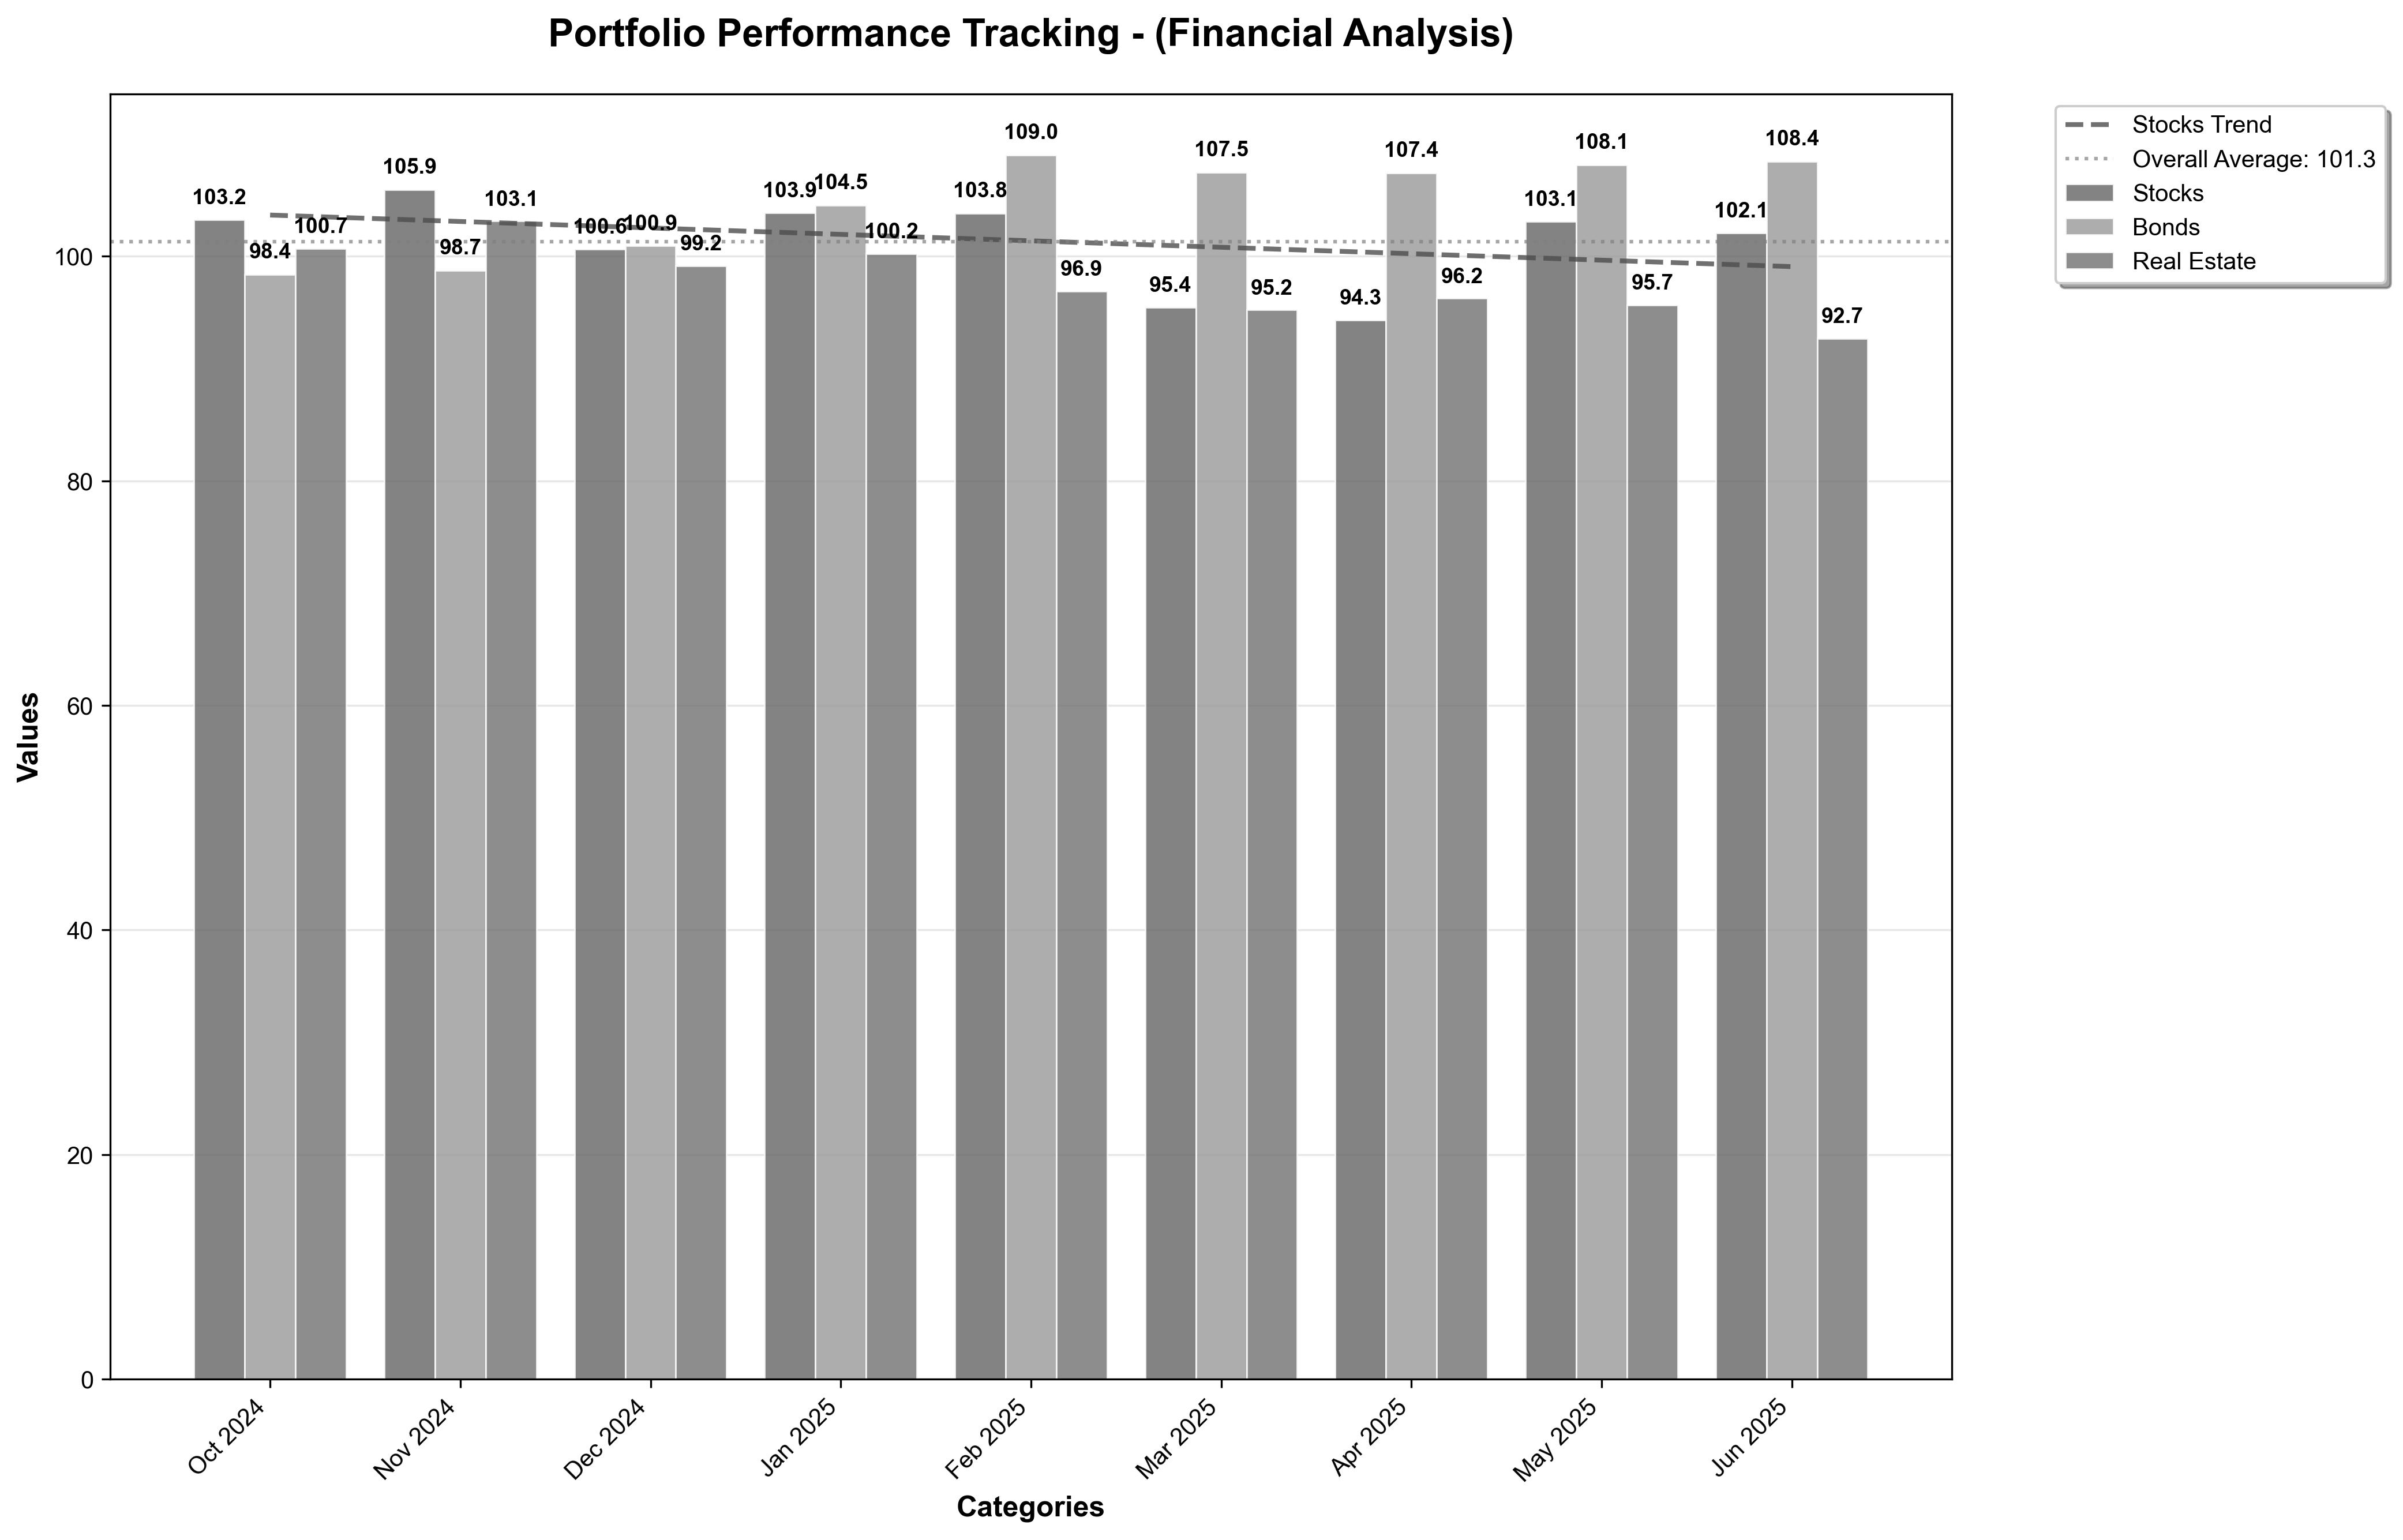 Portfolio Performance Tracking - (Financial Analysis)
Stocks Trend
Overall Average: 101.3
Stocks
Bonds
Real Estate
103.2
98.4
100.7
105.9
98.7
103.1
100.6
100.9
99.2
103.9
104.5
100.2
103.8
109.0
96.9
95.4
107.5
95.2
94.3
107.4
96.2
103.1
108.1
95.7
102.1
108.4
92.7
100
80
60
40
20
0
Values
Oct 2024
Nov 2024
Dec 2024
Jan 2025
Feb 2025
Mar 2025
Apr 2025
May 2025
Jun 2025
Categories